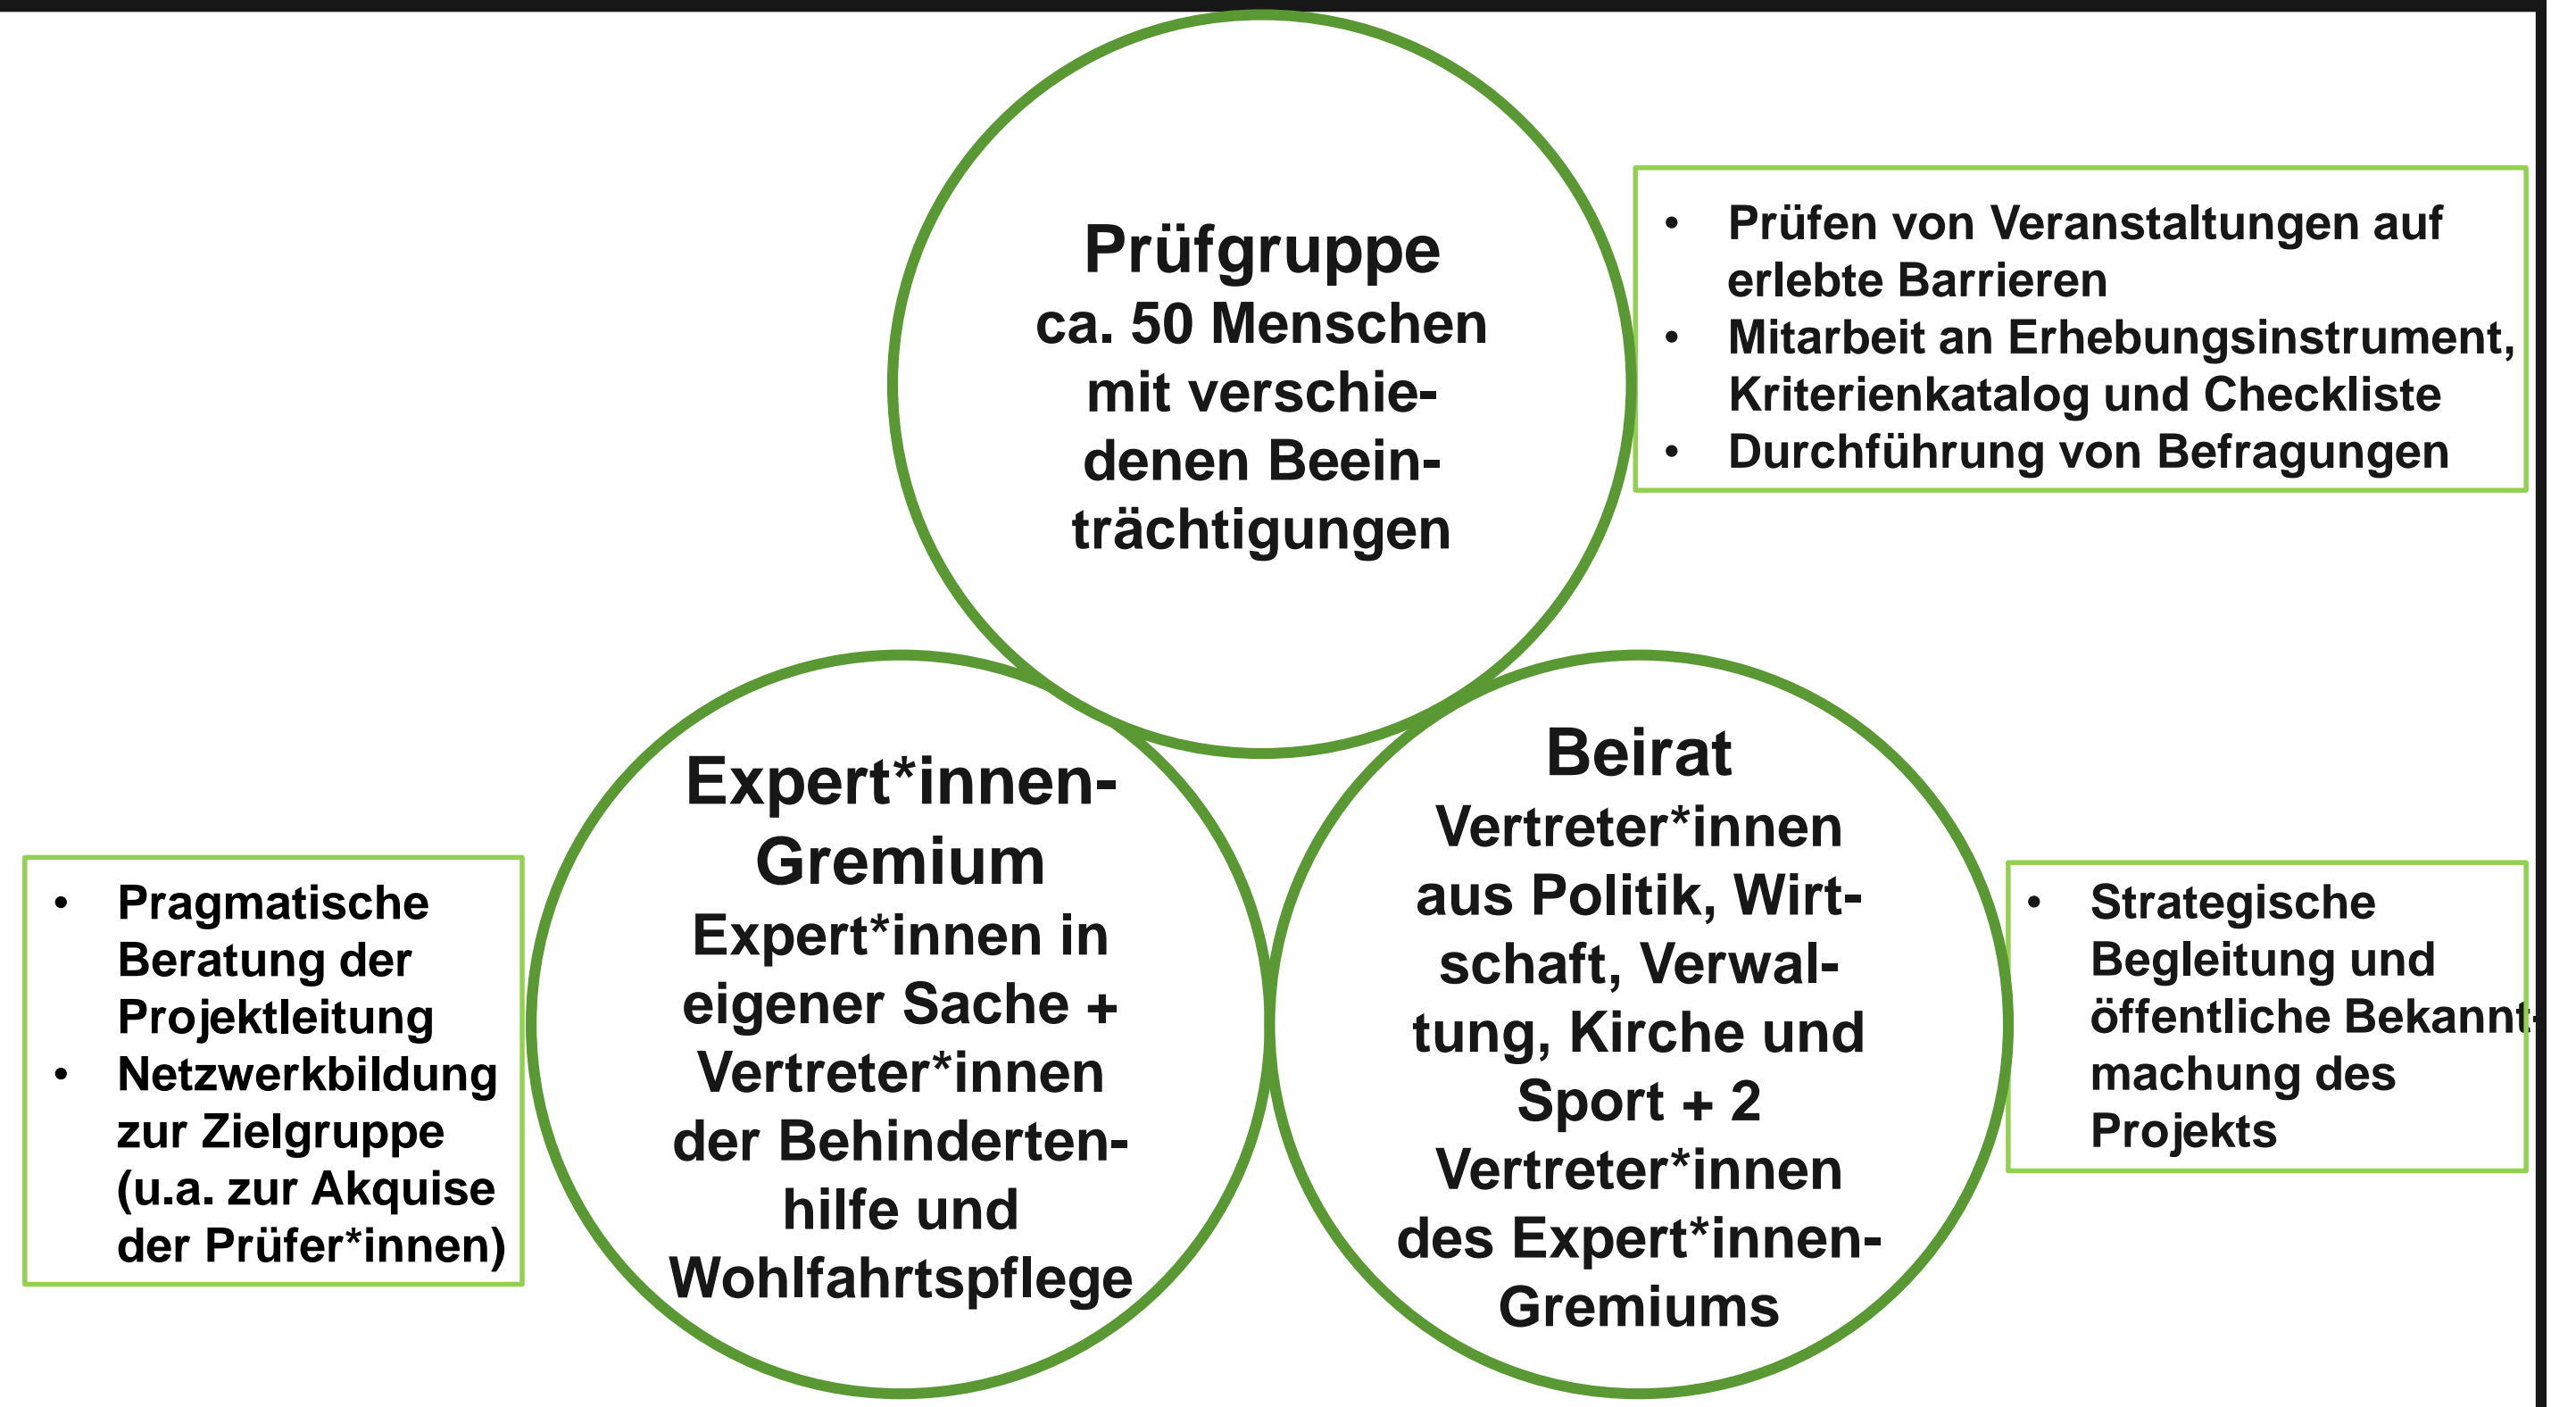 Prüfgruppe
ca. 50 Menschen
mit verschie-
denen Beein-
trächtigungen
• Prüfen von Veranstaltungen auf
erlebte Barrieren
• Mitarbeit an Erhebungsinstrument,
Kriterienkatalog und Checkliste
• Durchführung von Befragungen
• Pragmatische
Beratung der
Projektleitung
• Netzwerkbildung
zur Zielgruppe
(u.a. zur Akquise
der Prüfer*innen)
Expert*innen-
Gremium
Expert*innen in
eigener Sache +
Vertreter*innen
der Behinderten-
hilfe und
Wohlfahrtspflege
Beirat
Vertreter*innen
aus Politik, Wirt-
schaft, Verwal-
tung, Kirche und
Sport + 2
Vertreter*innen
des Expert*innen-
Gremiums
• Strategische
Begleitung und
öffentliche Bekannt-
machung des
Projekts